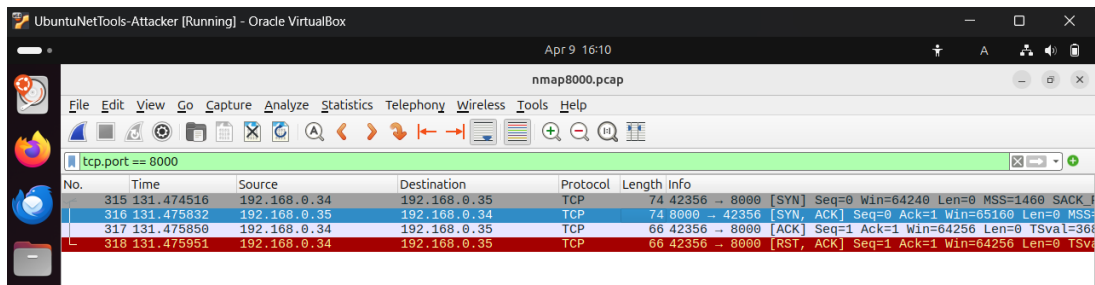 UbuntuNetTools-Attacker [Running] - Oracle VirtualBox
Apr 9 16:10
A
nmap8000.pcap
File Edit View Go Capture Analyze Statistics Telephony Wireless Tools Help
tcp.port == 8000
No. Time Source Destination Protocol Length Info
315 131.474516 192.168.0.34 192.168.0.35 TCP 74 42356 → 8000 [SYN] Seq=0 Win=64240 Len=0 MSS=1460 SACK_
316 131.475832 192.168.0.35 192.168.0.34 TCP 74 8000 → 42356 [SYN, ACK] Seq=0 Ack=1 Win=65160 Len=0 MSS=
317 131.475850 192.168.0.34 192.168.0.35 TCP 66 42356 → 8000 [ACK] Seq=1 Ack=1 Win=64256 Len=0 TSval=368
318 131.475951 192.168.0.34 192.168.0.35 TCP 66 42356 → 8000 [RST, ACK] Seq=1 Ack=1 Win=64256 Len=0 TSva